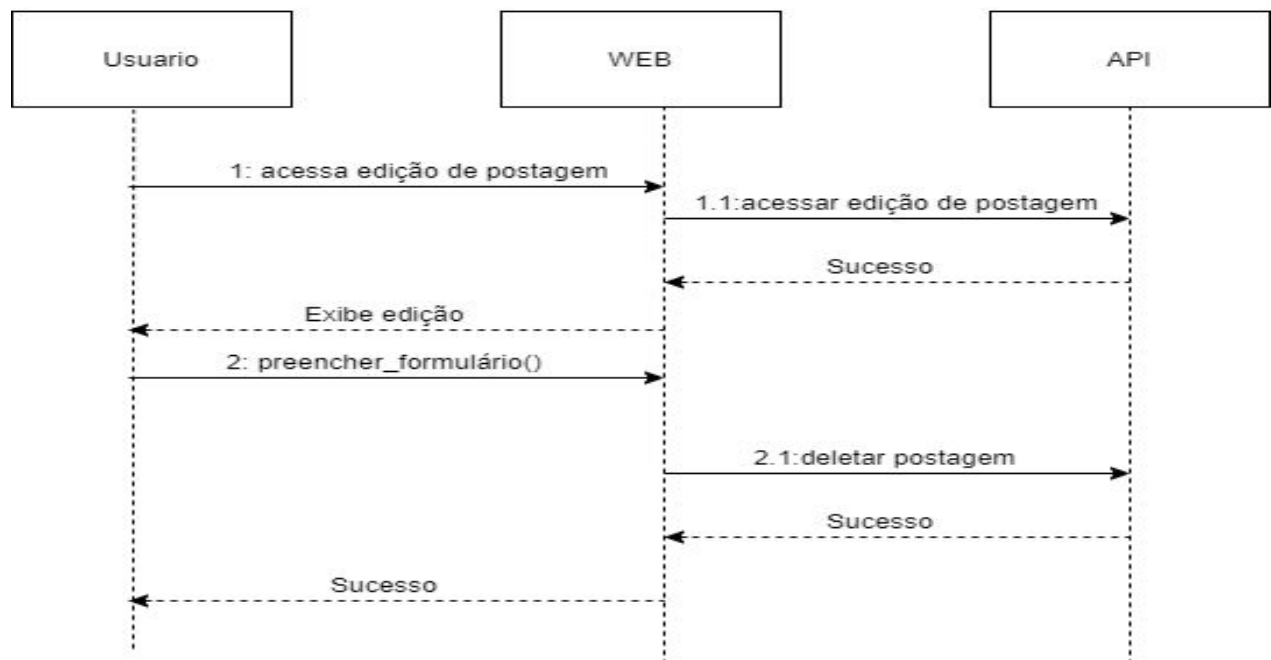 Usuario
WEB
API
1: acessa edição de postagem
1.1:acessar edição de postagem
Sucesso
Exibe edição
2: preencher_formulário()
2.1:deletar postagem
Sucesso
Sucesso